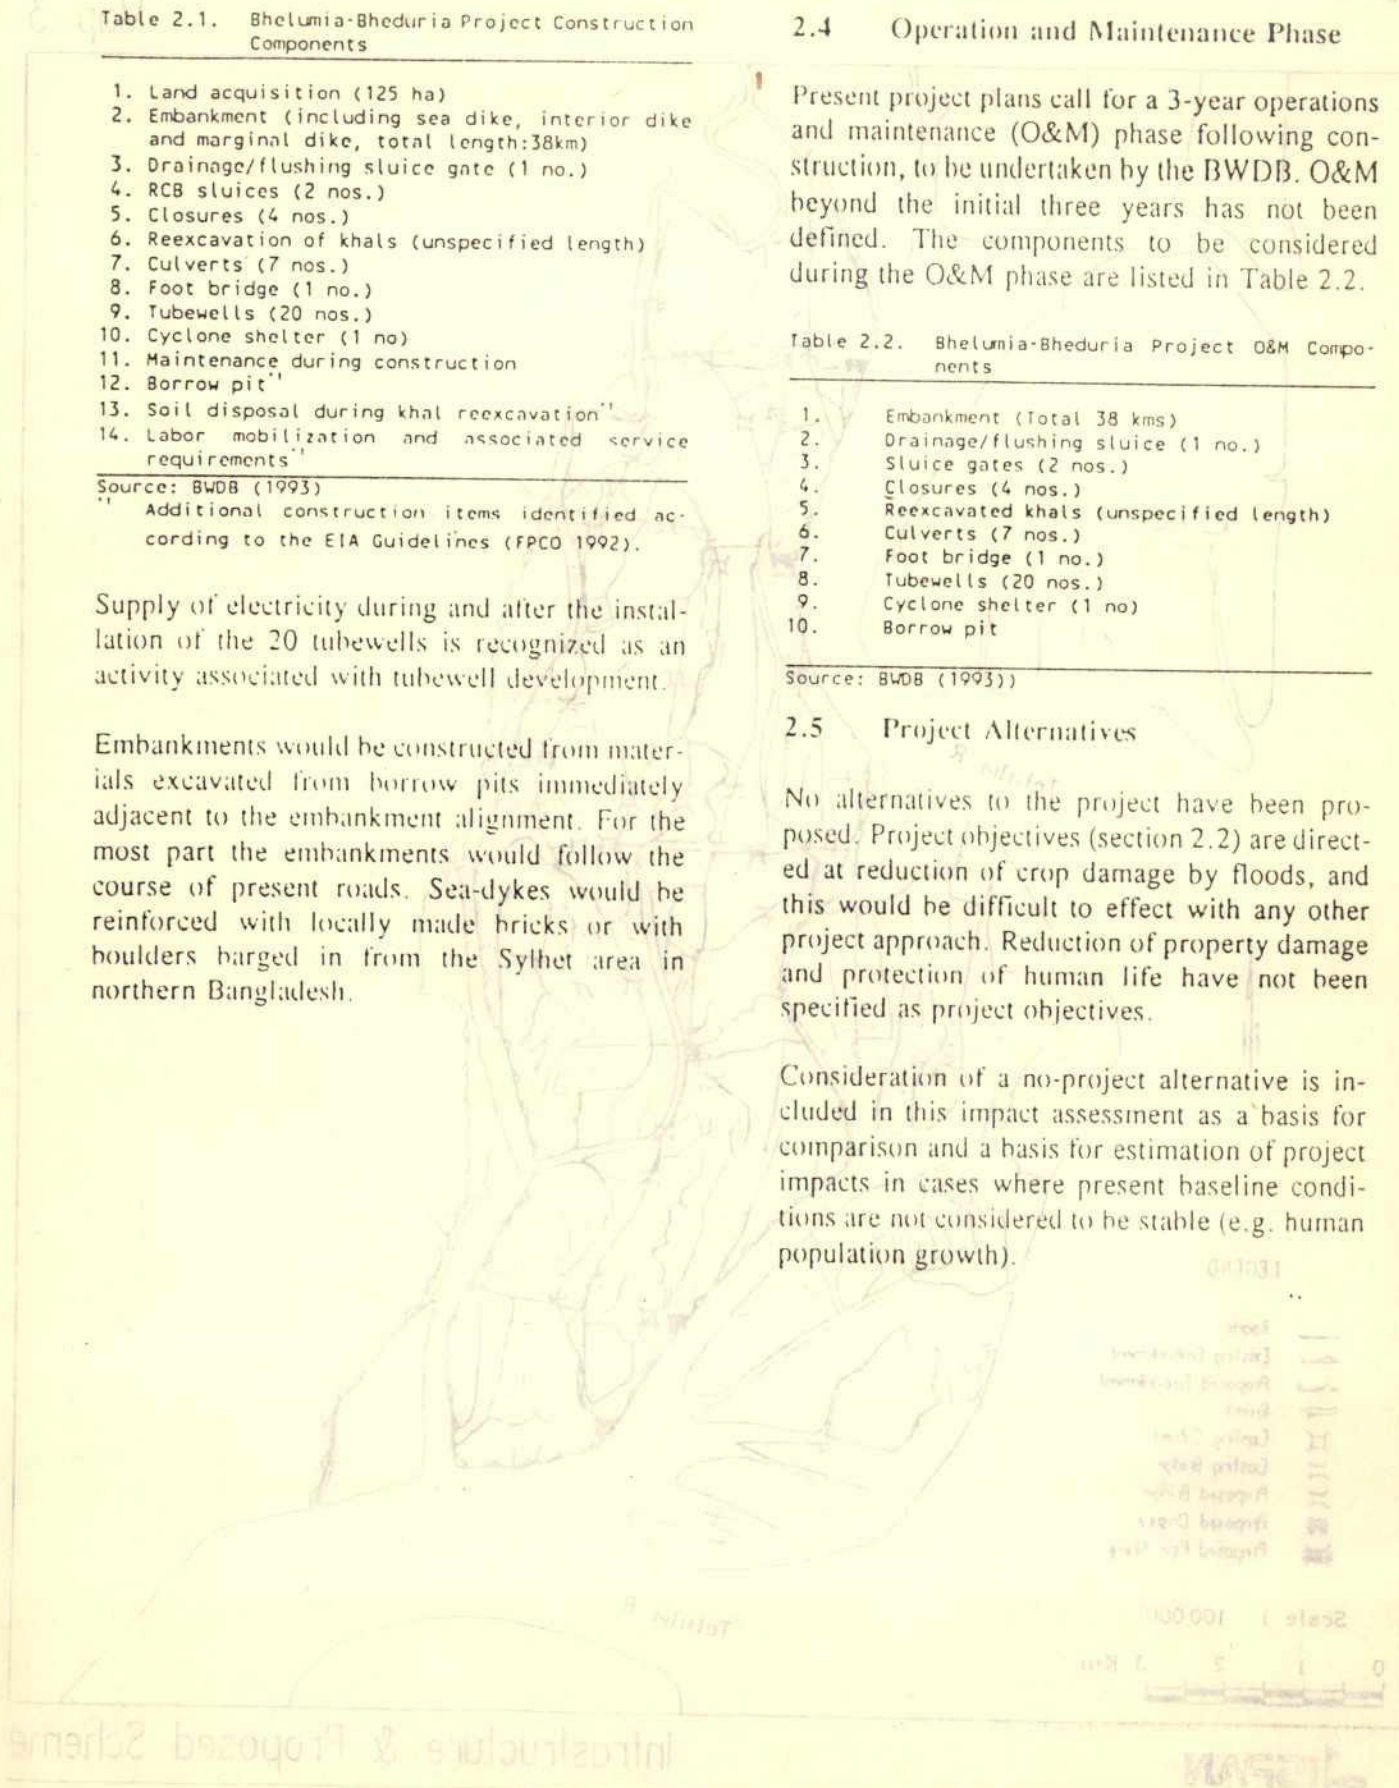 Table 2.1. Bhelumia-Bheduria Project Construction
Components
1. Land acquisition (125 ha)
2. Embankment (including sea dike, interior dike
and marginal dike, total length:38km)
3. Drainage/flushing sluice gate (1 no.)
4. RCB sluices (2 nos.)
5. Closures (4 nos.)
6. Reexcavation of khals (unspecified length)
7. Culverts (7 nos.)
8. Foot bridge (1 no.)
9. Tubewells (20 nos.)
10. Cyclone shelter (1 no)
11. Maintenance during construction
12. Borrow pit*'
13. Soil disposal during khal reexcavation*'
14. Labor mobilization and associated service
requirements*'
Source: BWDB (1993)
*' Additional construction items identified ac-
cording to the EIA Guidelines (FPCO 1992).
Supply of electricity during and after the instal-
lation of the 20 tubewells is recognized as an
activity associated with tubewell development.
Embankments would be constructed from mater-
ials excavated from borrow pits immediately
adjacent to the embankment alignment. For the
most part the embankments would follow the
course of present roads. Sea-dykes would be
reinforced with locally made bricks or with
boulders barged in from the Sylhet area in
northern Bangladesh.
2.4 Operation and Maintenance Phase
Present project plans call for a 3-year operations
and maintenance (O&M) phase following con-
struction, to be undertaken by the BWDB. O&M
beyond the initial three years has not been
defined. The components to be considered
during the O&M phase are listed in Table 2.2.
Table 2.2. Bhelumia-Bheduria Project O&M Compo-
nents
1. Embankment (Total 38 kms)
2. Drainage/flushing sluice (1 no.)
3. Sluice gates (2 nos.)
4. Closures (4 nos.)
5. Reexcavated khals (unspecified length)
6. Culverts (7 nos.)
7. Foot bridge (1 no.)
8. Tubewells (20 nos.)
9. Cyclone shelter (1 no)
10. Borrow pit
Source: BWDB (1993))
2.5 Project Alternatives
No alternatives to the project have been pro-
posed. Project objectives (section 2.2) are direct-
ed at reduction of crop damage by floods, and
this would be difficult to effect with any other
project approach. Reduction of property damage
and protection of human life have not been
specified as project objectives.
Consideration of a no-project alternative is in-
cluded in this impact assessment as a basis for
comparison and a basis for estimation of project
impacts in cases where present baseline condi-
tions are not considered to be stable (e.g. human
population growth).
LEGEND
Existing Embankment
Proposed Embankment
Scale 1 100 000
0 1 2 3 Km
Infrastructure & Proposed Scheme